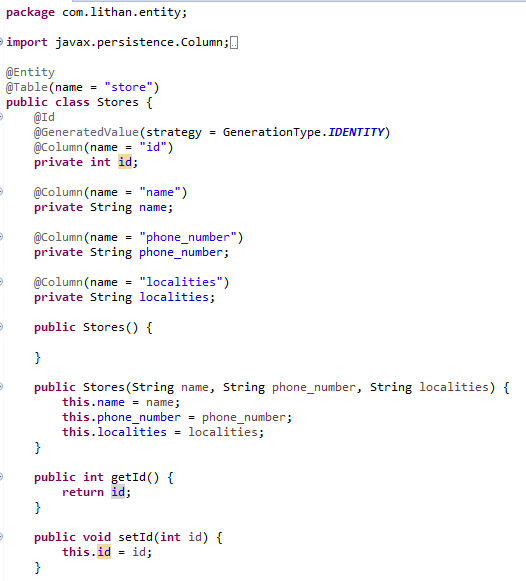 package com.lithan.entity;
import javax.persistence.Column;
@Entity
@Table(name = "store")
public class Stores {
@Id
@GeneratedValue(strategy = GenerationType.IDENTITY)
@Column(name = "id")
private int id;
@Column(name = "name")
private String name;
@Column(name = "phone_number")
private String phone_number;
@Column(name = "localities")
private String localities;
public Stores() {
}
public Stores(String name, String phone_number, String localities) {
this.name = name;
this.phone_number = phone_number;
this.localities = localities;
}
public int getId() {
return id;
}
public void setId(int id) {
this.id = id;
}